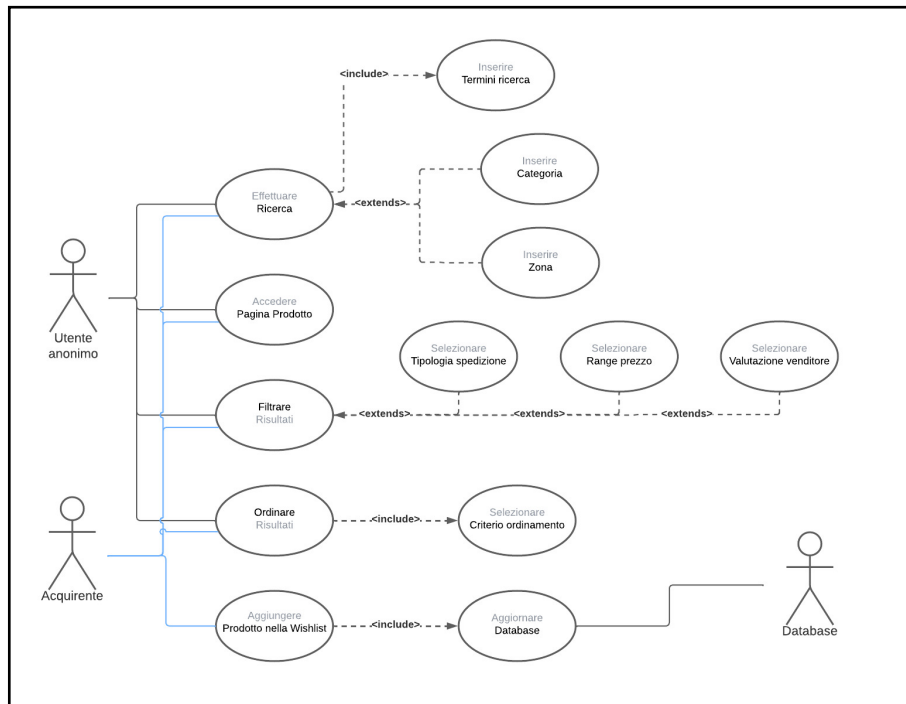 Inserire
Termini ricerca
<include>
Inserire
Categoria
Effettuare
Ricerca
<extends>
Inserire
Zona
Utente
anonimo
Accedere
Pagina Prodotto
Selezionare
Tipologia spedizione
Selezionare
Range prezzo
Selezionare
Valutazione venditore
Filtrare
Risultati
<extends>
<extends>
<extends>
Ordinare
Risultati
<include>
Selezionare
Criterio ordinamento
Acquirente
Aggiungere
Prodotto nella Wishlist
<include>
Aggiornare
Database
Database